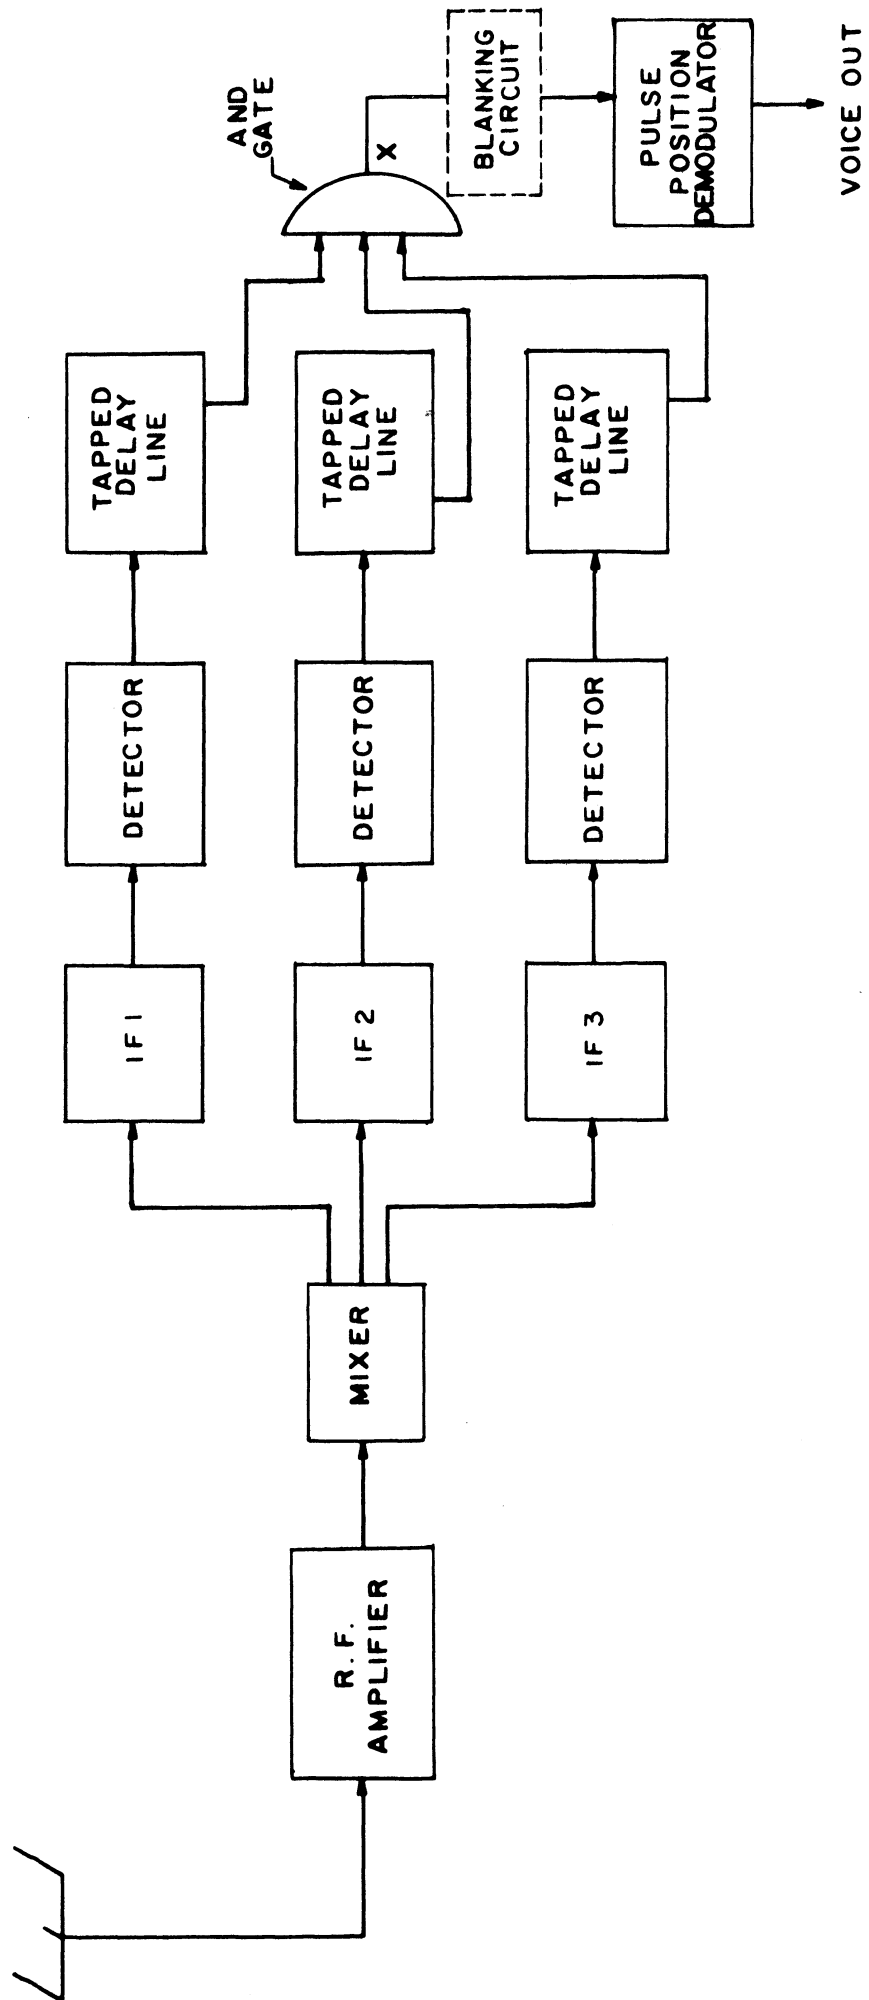 R.F.
AMPLIFIER
MIXER
IF 1
IF 2
IF 3
DETECTOR
DETECTOR
DETECTOR
TAPPED
DELAY
LINE
TAPPED
DELAY
LINE
TAPPED
DELAY
LINE
AND
GATE
X
BLANKING
CIRCUIT
PULSE
POSITION
DEMODULATOR
VOICE OUT